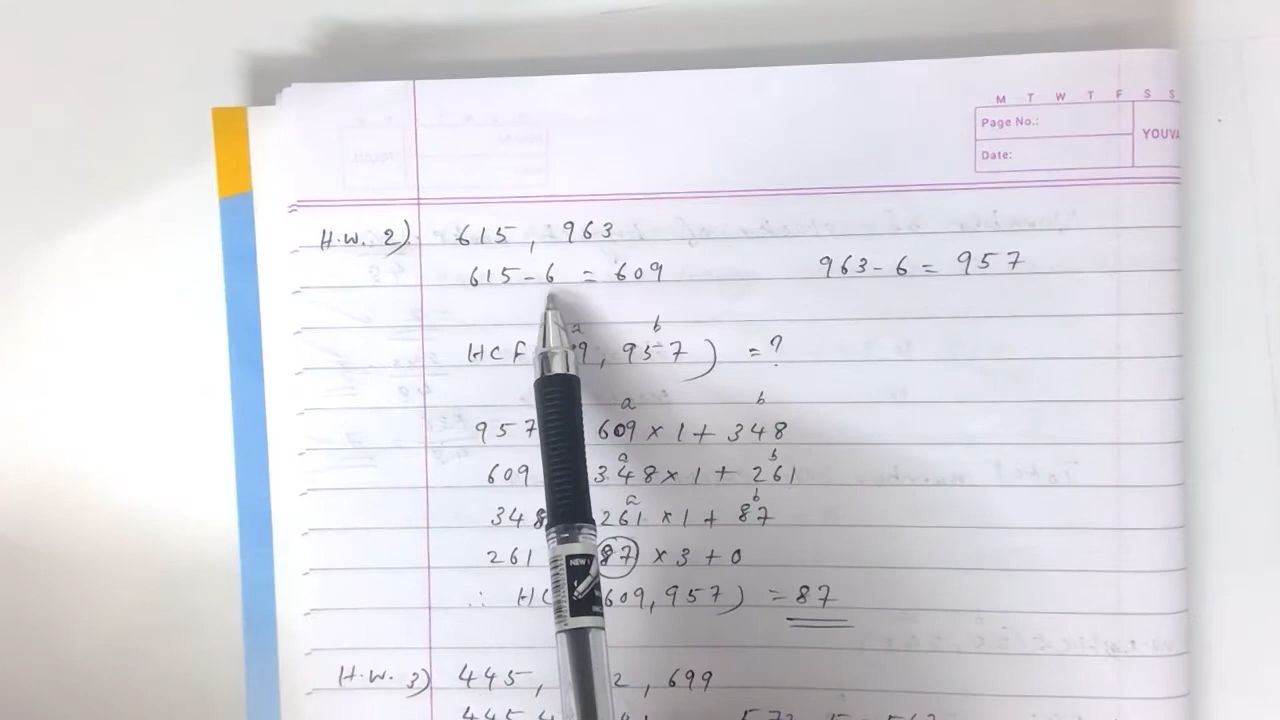 M T W T F S S
Page No.:
Date:
YOUVA
H.W. 2) 615, 963
615 - 6 = 609 963 - 6 = 957
a b
HCF 9, 957) = ?
a b
957 609 × 1 + 348
a b
609 348 × 1 + 261
a b
348 261 × 1 + 87
261 87 × 3 + 0
∴ HC 609, 957) = 87
H.W. 3) 445, 2, 699
NEW